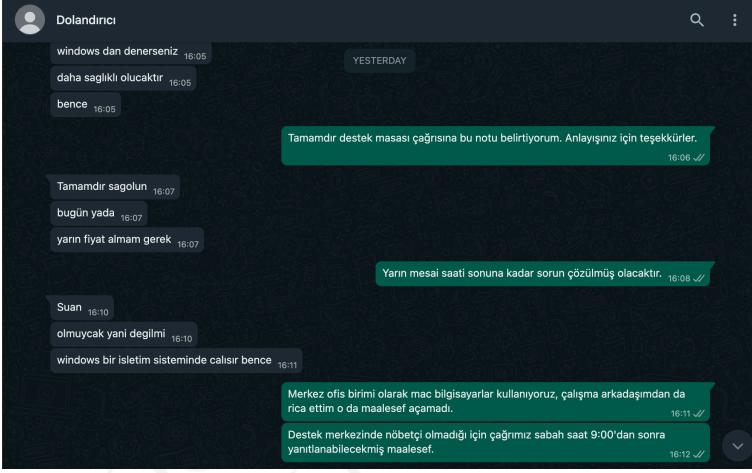 Dolandırıcı
windows dan denerseniz 16:05
YESTERDAY
daha saglıklı olucaktır 16:05
bence 16:05
Tamamdır destek masası çağrısına bu notu belirtiyorum. Anlayışınız için teşekkürler.
16:06
Tamamdır sagolun 16:07
bugün yada 16:07
yarın fiyat almam gerek 16:07
Yarın mesai saati sonuna kadar sorun çözülmüş olacaktır. 16:08
Suan 16:10
olmuycak yani degilmi 16:10
windows bir isletim sisteminde calısır bence 16:11
Merkez ofis birimi olarak mac bilgisayarlar kullanıyoruz, çalışma arkadaşımdan da
rica ettim o da maalesef açamadı.
16:11
Destek merkezinde nöbetçi olmadığı için çağrımız sabah saat 9:00'dan sonra
yanıtlanabilecekmiş maalesef.
16:12